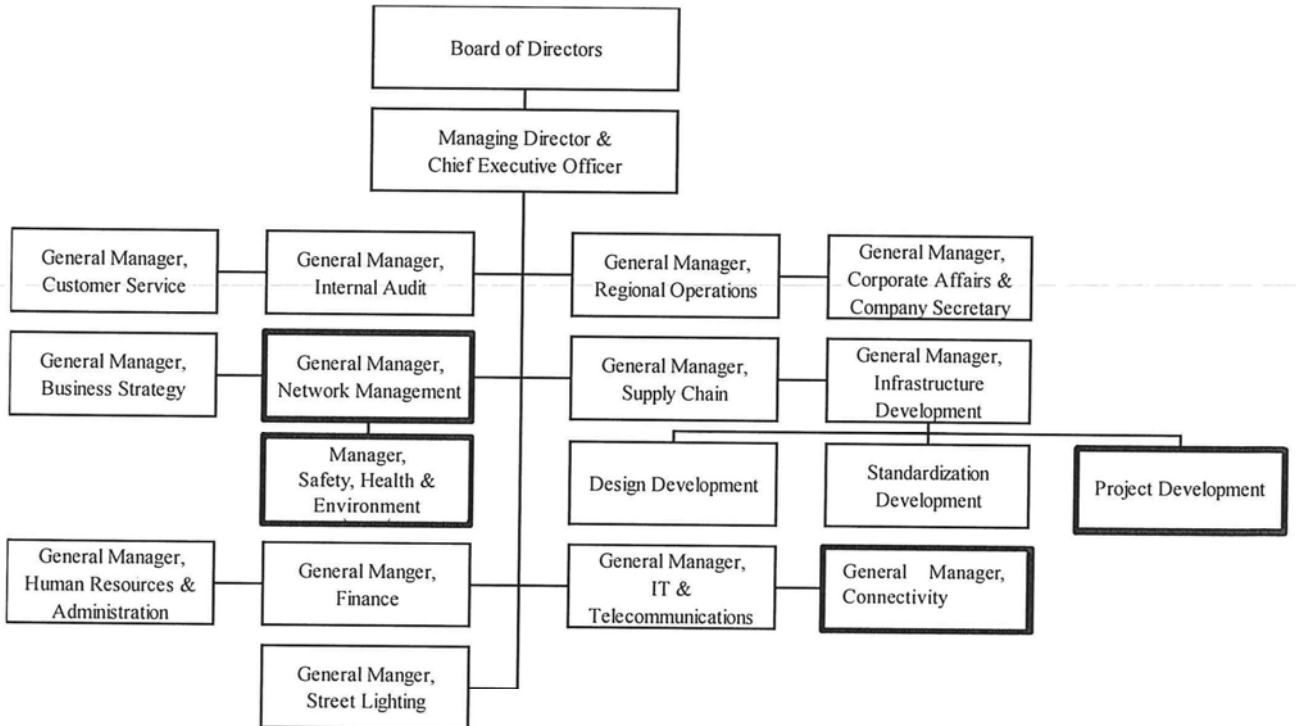 Board of Directors
Managing Director &
Chief Executive Officer
General Manager,
Customer Service
General Manager,
Internal Audit
General Manager,
Regional Operations
General Manager,
Corporate Affairs &
Company Secretary
General Manager,
Business Strategy
General Manager,
Network Management
General Manager,
Supply Chain
General Manager,
Infrastructure
Development
Manager,
Safety, Health &
Environment
Design Development
Standardization
Development
Project Development
General Manager,
Human Resources &
Administration
General Manger,
Finance
General Manager,
IT &
Telecommunications
General Manager,
Connectivity
General Manger,
Street Lighting